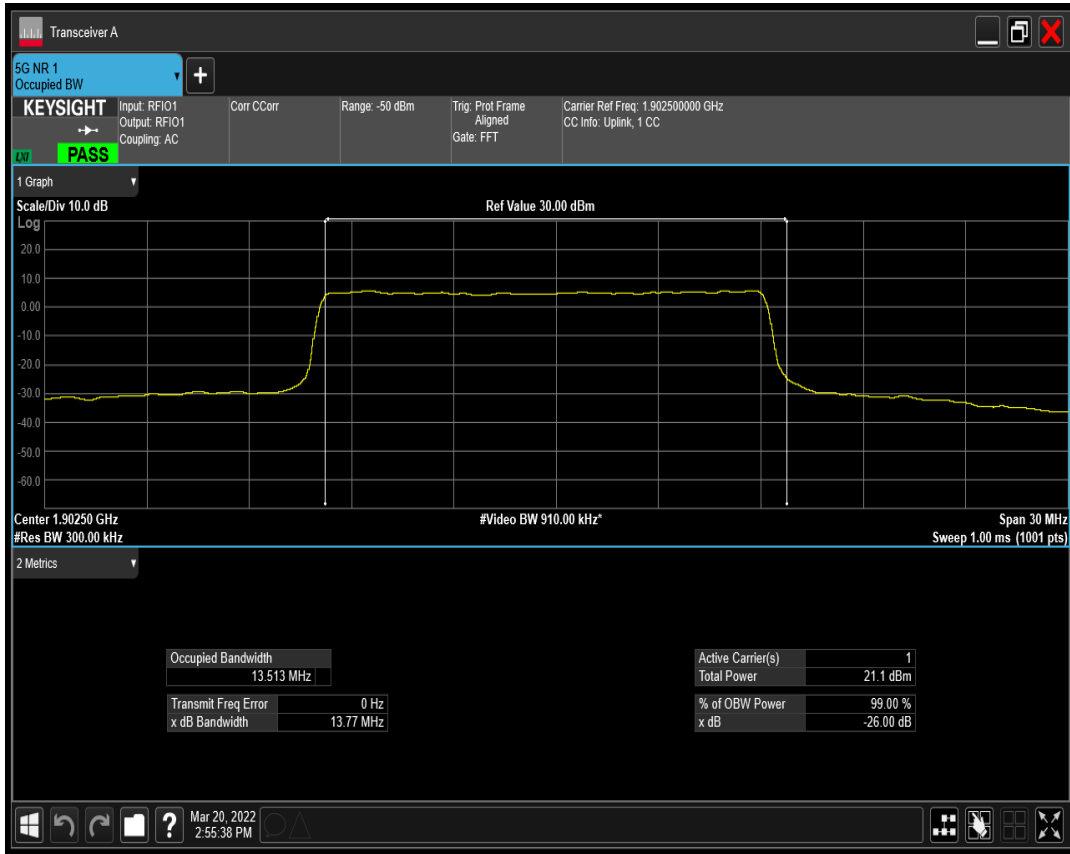 Transceiver A
5G NR 1
Occupied BW
KEYSIGHT
LXI
PASS
Input: RFIO1
Output: RFIO1
Coupling: AC
Corr CCorr
Range: -50 dBm
Trig: Prot Frame
Aligned
Gate: FFT
Carrier Ref Freq: 1.902500000 GHz
CC Info: Uplink, 1 CC
1 Graph
Scale/Div 10.0 dB
Ref Value 30.00 dBm
Log
20.0
10.0
0.00
-10.0
-20.0
-30.0
-40.0
-50.0
-60.0
Center 1.90250 GHz
#Video BW 910.00 kHz*
Span 30 MHz
#Res BW 300.00 kHz
Sweep 1.00 ms (1001 pts)
2 Metrics
Occupied Bandwidth
13.513 MHz
Transmit Freq Error 0 Hz
x dB Bandwidth 13.77 MHz
Active Carrier(s) 1
Total Power 21.1 dBm
% of OBW Power 99.00 %
x dB -26.00 dB
?
Mar 20, 2022
2:55:38 PM